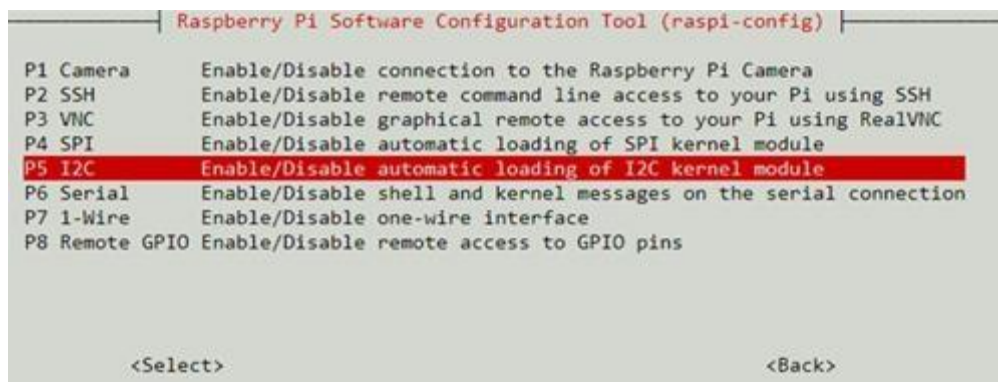 Raspberry Pi Software Configuration Tool (raspi-config)
P1 Camera Enable/Disable connection to the Raspberry Pi Camera
P2 SSH Enable/Disable remote command line access to your Pi using SSH
P3 VNC Enable/Disable graphical remote access to your Pi using RealVNC
P4 SPI Enable/Disable automatic loading of SPI kernel module
P5 I2C Enable/Disable automatic loading of I2C kernel module
P6 Serial Enable/Disable shell and kernel messages on the serial connection
P7 1-Wire Enable/Disable one-wire interface
P8 Remote GPIO Enable/Disable remote access to GPIO pins
<Select> <Back>